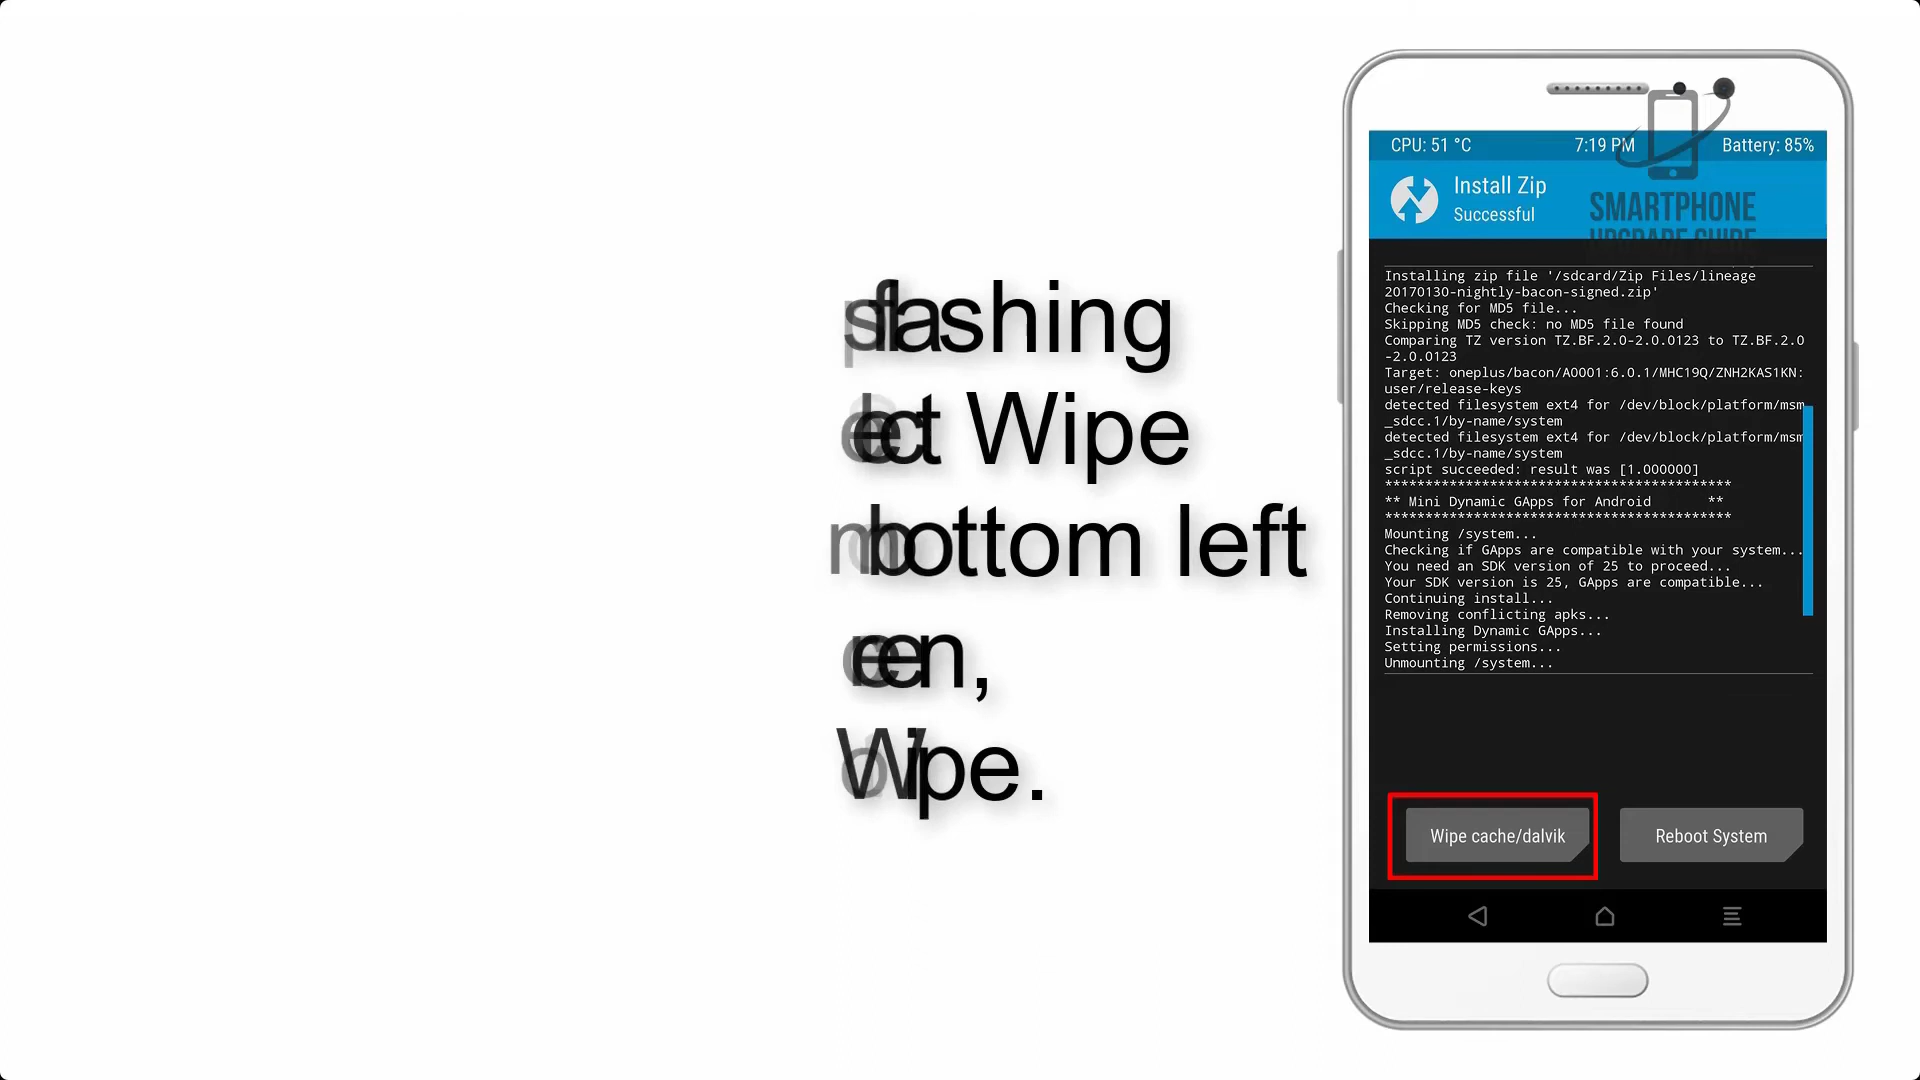 flashing
Wipe
bottom left
Wipe.
CPU: 51 °C 7:19 PM Battery: 85%
Install Zip
Successful
SMARTPHONE
UPGRADE GUIDE
Installing zip file '/sdcard/Zip Files/lineage
20170130-nightly-bacon-signed.zip'
Checking for MD5 file...
Skipping MD5 check: no MD5 file found
Comparing TZ version TZ.BF.2.0-2.0.0123 to TZ.BF.2.0
-2.0.0123
Target: oneplus/bacon/A0001:6.0.1/MHC19Q/ZNH2KAS1KN:
user/release-keys
detected filesystem ext4 for /dev/block/platform/msm
_sdcc.1/by-name/system
detected filesystem ext4 for /dev/block/platform/msm
_sdcc.1/by-name/system
script succeeded: result was [1.000000]
*******************************************
** Mini Dynamic GApps for Android **
*******************************************
Mounting /system...
Checking if GApps are compatible with your system...
You need an SDK version of 25 to proceed...
Your SDK version is 25, GApps are compatible...
Continuing install...
Removing conflicting apks...
Installing Dynamic GApps...
Setting permissions...
Unmounting /system...
Wipe cache/dalvik
Reboot System